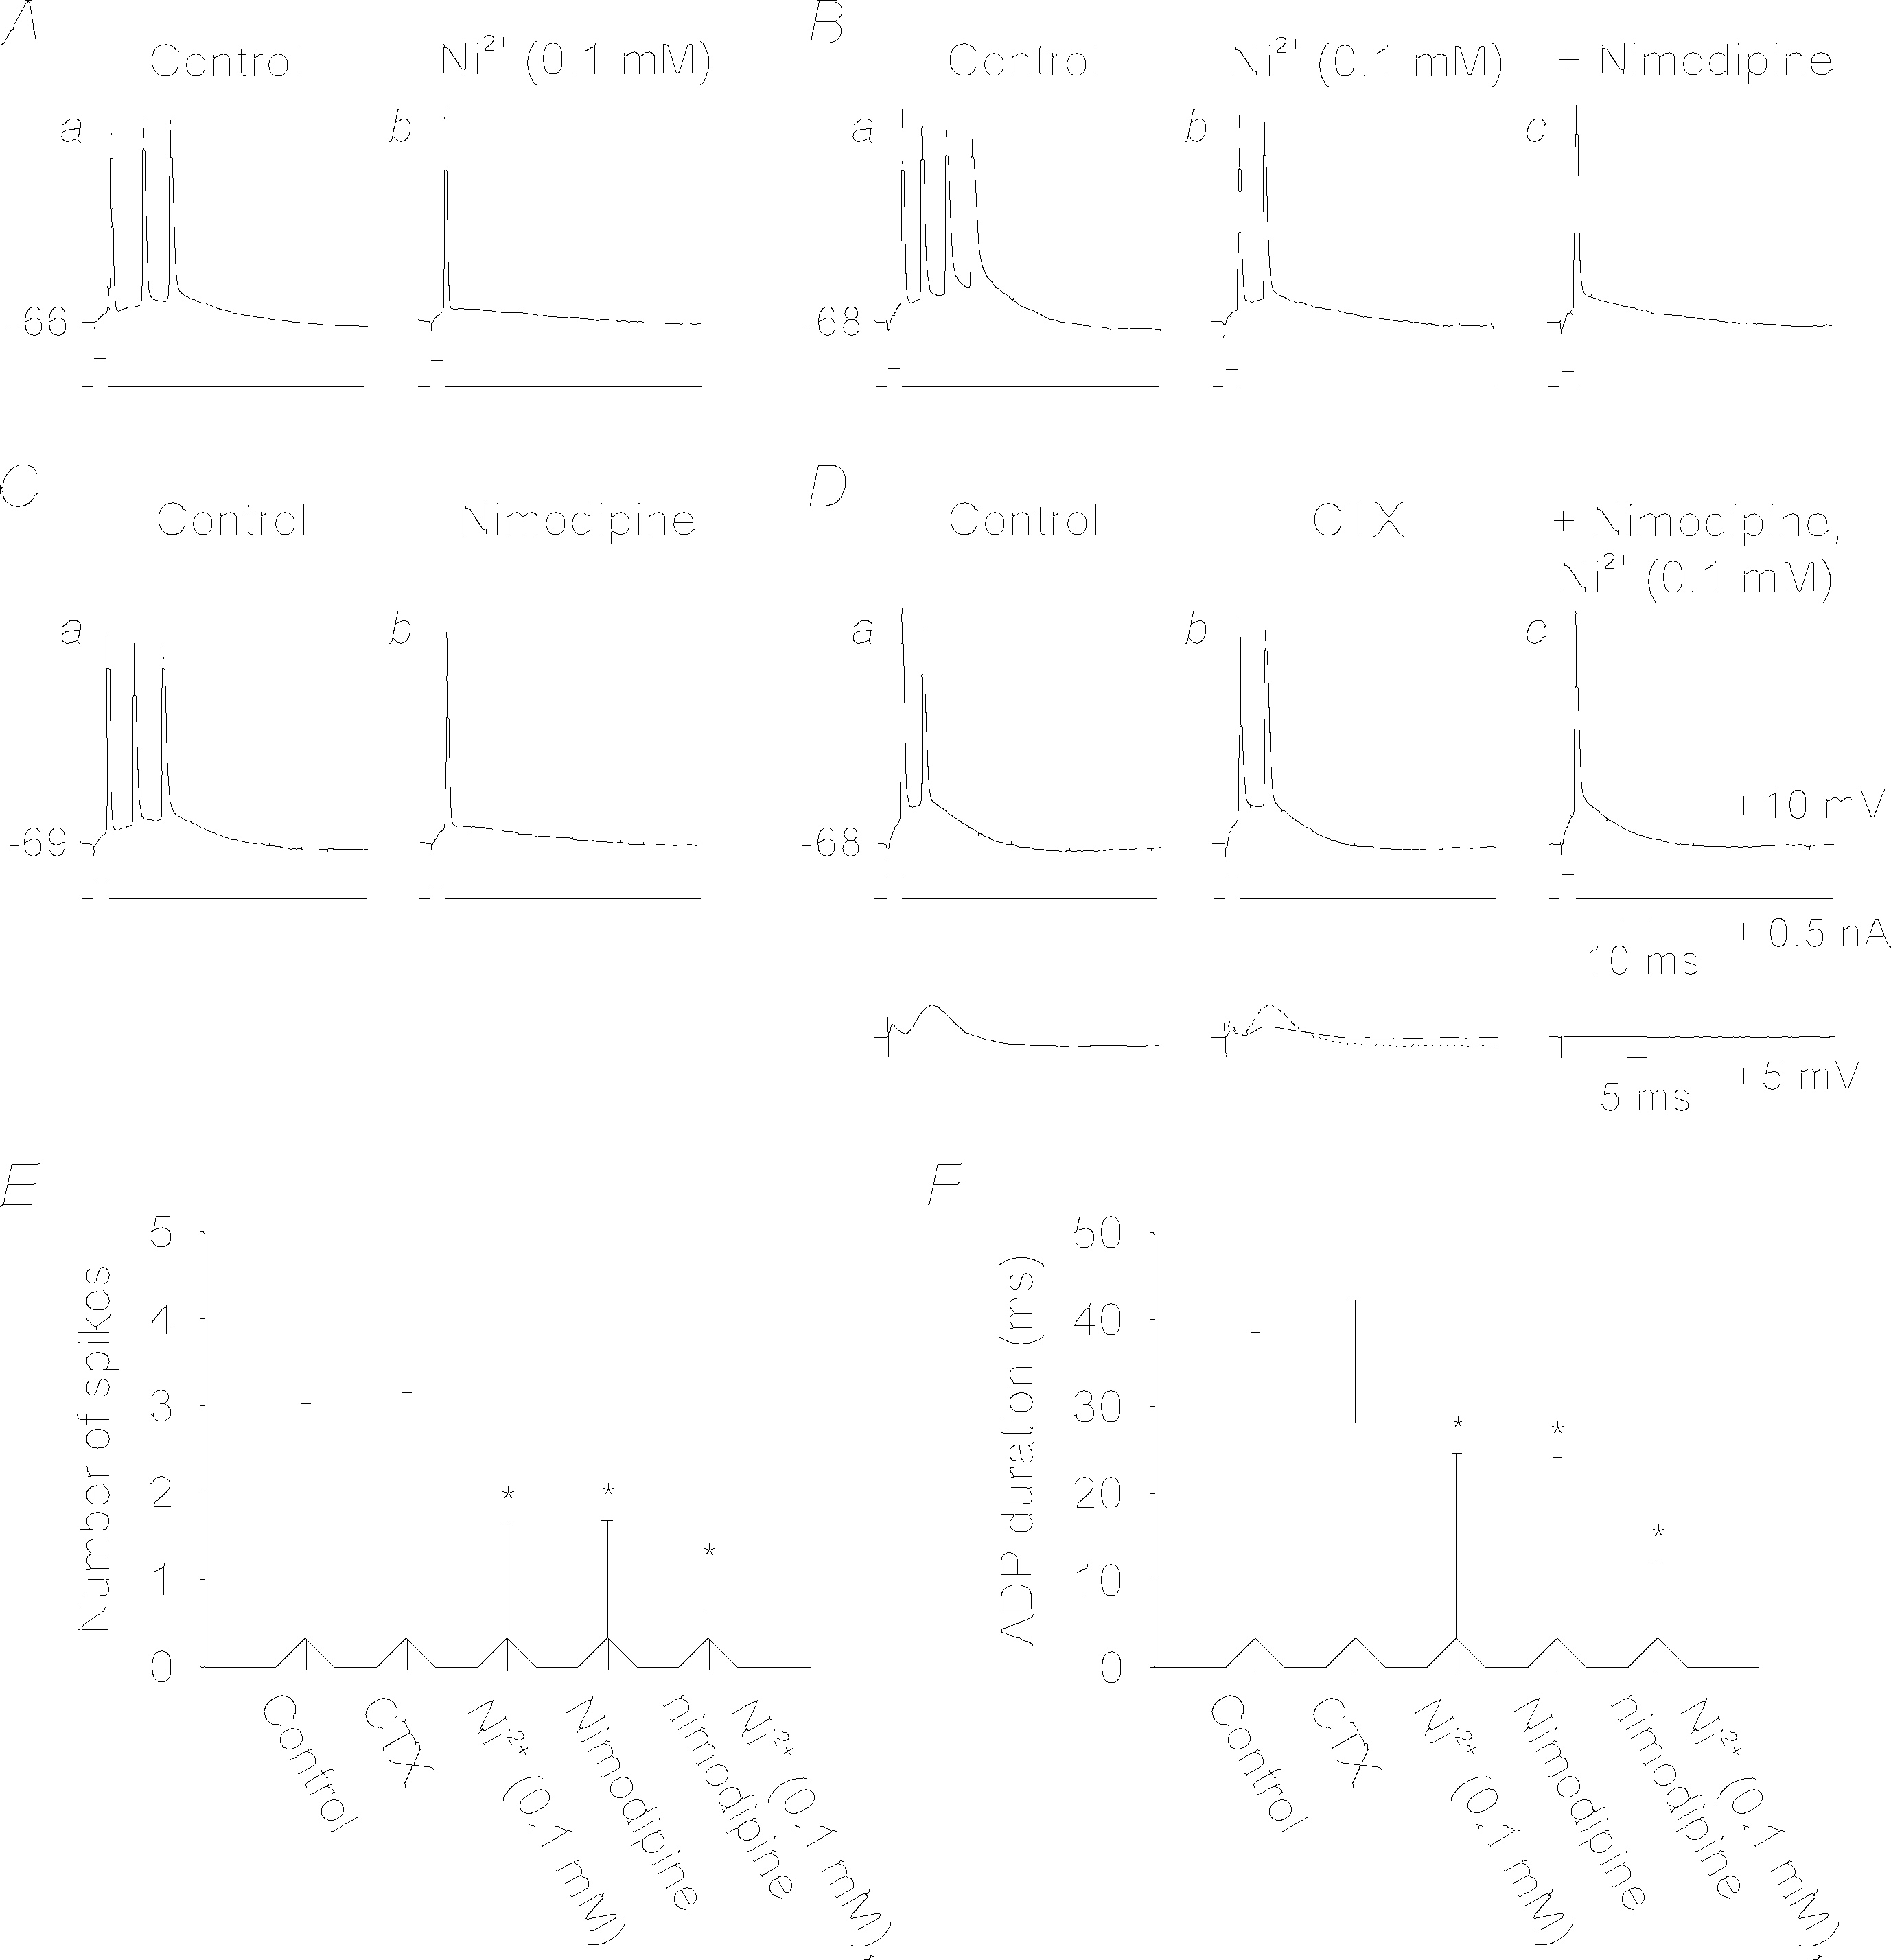 A
Control
Ni2+ (0.1 mM)
a
b
-66
B
Control
Ni2+ (0.1 mM)
+ Nimodipine
a
b
c
-68
C
Control
Nimodipine
a
b
-69
D
Control
CTX
+ Nimodipine,
Ni2+ (0.1 mM)
a
b
c
-68
10 mV
0.5 nA
10 ms
5 mV
5 ms
E
Number of spikes
5
4
3
2
1
0
*
*
*
Control
CTX
Ni2+ (0.1 mM)
Nimodipine
Ni2+ (0.1 mM),
nimodipine
F
ADP duration (ms)
50
40
30
20
10
0
*
*
*
Control
CTX
Ni2+ (0.1 mM)
Nimodipine
Ni2+ (0.1 mM),
nimodipine